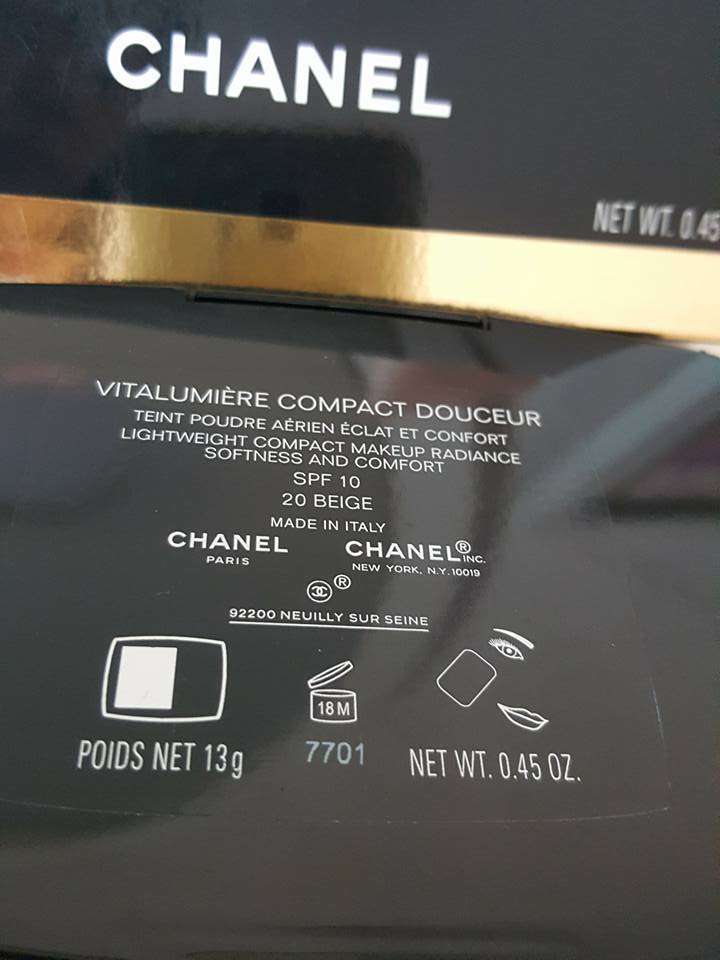 CHANEL
NET WT. 0.45
VITALUMIÈRE COMPACT DOUCEUR
TEINT POUDRE AÉRIEN ÉCLAT ET CONFORT
LIGHTWEIGHT COMPACT MAKEUP RADIANCE
SOFTNESS AND COMFORT
SPF 10
20 BEIGE
MADE IN ITALY
CHANEL CHANEL® INC.
PARIS NEW YORK, N.Y. 10019
®
92200 NEUILLY SUR SEINE
18 M
POIDS NET 13 g 7701 NET WT. 0.45 OZ.